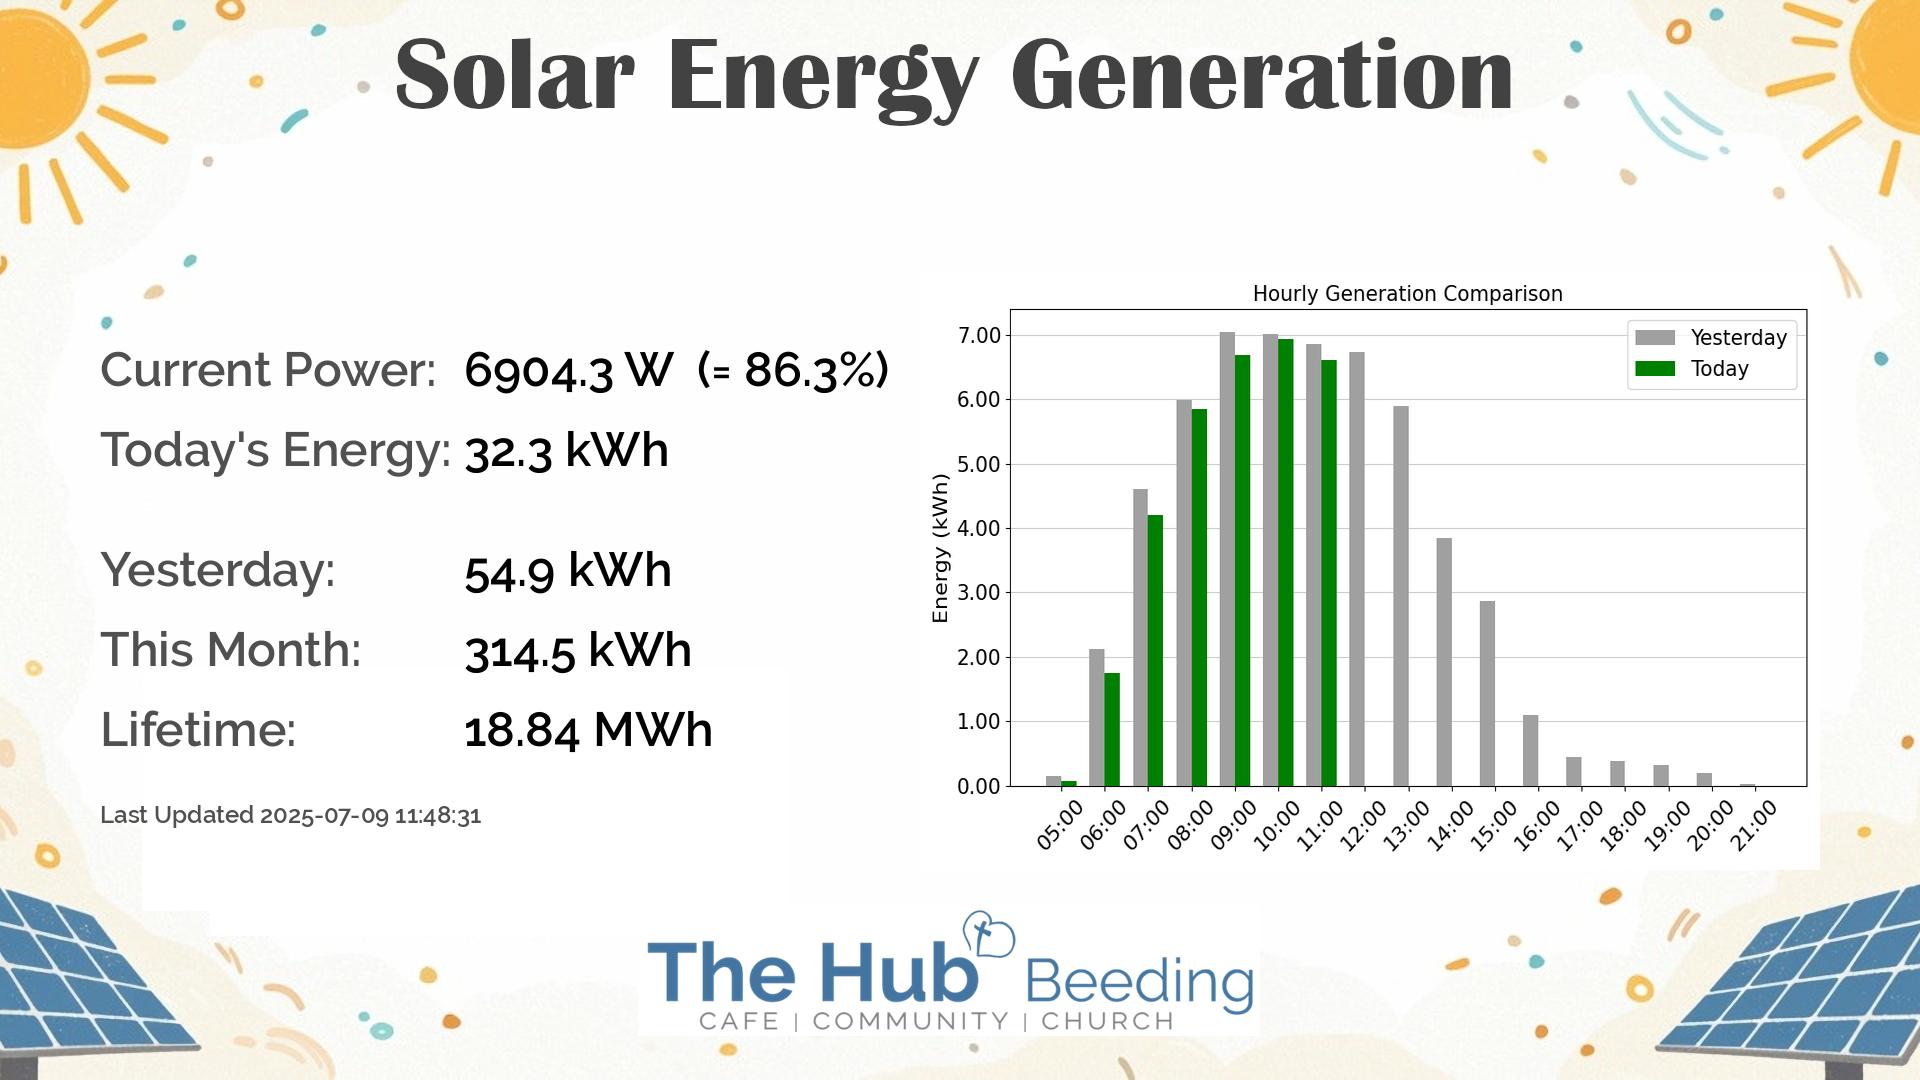 Solar Energy Generation
Current Power: 6904.3 W (= 86.3%)
Today's Energy: 32.3 kWh
Yesterday: 54.9 kWh
This Month: 314.5 kWh
Lifetime: 18.84 MWh
Last Updated 2025-07-09 11:48:31
Hourly Generation Comparison
Yesterday
Today
Energy (kWh)
7.00
6.00
5.00
4.00
3.00
2.00
1.00
0.00
05:00 06:00 07:00 08:00 09:00 10:00 11:00 12:00 13:00 14:00 15:00 16:00 17:00 18:00 19:00 20:00 21:00
The Hub Beeding
CAFE | COMMUNITY | CHURCH